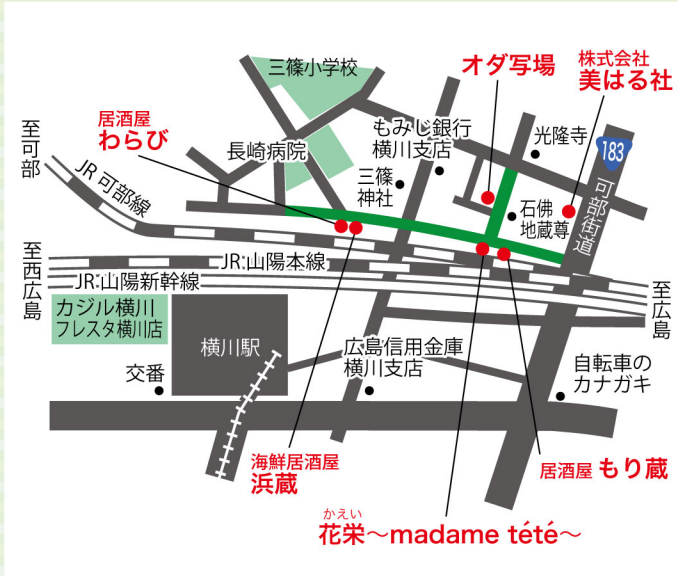 三篠小学校
オダ写場
株式会社
美はる社
居酒屋
わらび
至可部
長崎病院
もみじ銀行
横川支店
光隆寺
183
可部街道
三篠
神社
石佛
地蔵尊
JR可部線
至西広島
JR山陽本線
JR山陽新幹線
至広島
カジル横川
フレスタ横川店
横川駅
広島信用金庫
横川支店
自転車の
カナガキ
交番
海鮮居酒屋
浜蔵
居酒屋 もり蔵
かえい
花栄〜madame tété〜